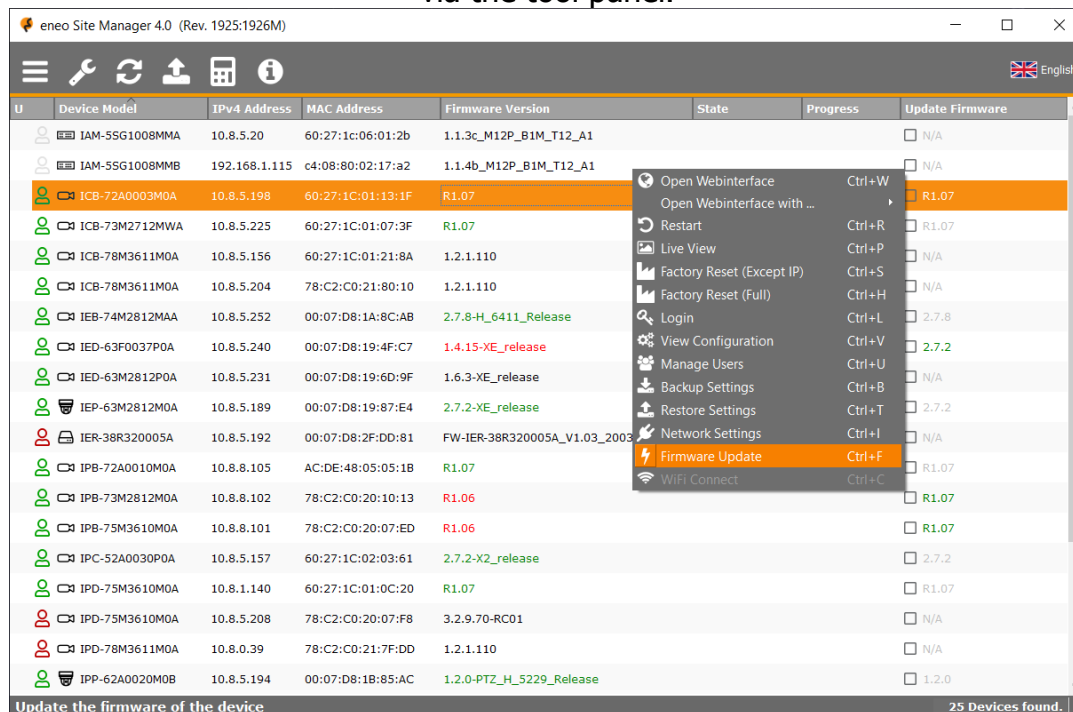 via the tool panel.
eneo Site Manager 4.0 (Rev. 1925:1926M)
English
U Device Model IPv4 Address MAC Address Firmware Version State Progress Update Firmware
IAM-5SG1008MMA 10.8.5.20 60:27:1c:06:01:2b 1.1.3c_M12P_B1M_T12_A1 N/A
IAM-5SG1008MMB 192.168.1.115 c4:08:80:02:17:a2 1.1.4b_M12P_B1M_T12_A1 N/A
ICB-72A0003M0A 10.8.5.198 60:27:1C:01:13:1F R1.07 R1.07
ICB-73M2712MWA 10.8.5.225 60:27:1C:01:07:3F R1.07 R1.07
ICB-78M3611M0A 10.8.5.156 60:27:1C:01:21:8A 1.2.1.110 N/A
ICB-78M3611M0A 10.8.5.204 78:C2:C0:21:80:10 1.2.1.110 N/A
IEB-74M2812MAA 10.8.5.252 00:07:D8:1A:8C:AB 2.7.8-H_6411_Release 2.7.8
IED-63F0037P0A 10.8.5.240 00:07:D8:19:4F:C7 1.4.15-XE_release 2.7.2
IED-63M2812P0A 10.8.5.231 00:07:D8:19:6D:9F 1.6.3-XE_release N/A
IEP-63M2812M0A 10.8.5.189 00:07:D8:19:87:E4 2.7.2-XE_release 2.7.2
IER-38R320005A 10.8.5.192 00:07:D8:2F:DD:81 FW-IER-38R320005A_V1.03_2003 N/A
IPB-72A0010M0A 10.8.8.105 AC:DE:48:05:05:1B R1.07 R1.07
IPB-73M2812M0A 10.8.8.102 78:C2:C0:20:10:13 R1.06 R1.07
IPB-75M3610M0A 10.8.8.101 78:C2:C0:20:07:ED R1.06 R1.07
IPC-52A0030P0A 10.8.5.157 60:27:1C:02:03:61 2.7.2-X2_release 2.7.2
IPD-75M3610M0A 10.8.1.140 60:27:1C:01:0C:20 R1.07 R1.07
IPD-75M3610M0A 10.8.5.208 78:C2:C0:20:07:F8 3.2.9.70-RC01 N/A
IPD-78M3611M0A 10.8.0.39 78:C2:C0:21:7F:DD 1.2.1.110 N/A
IPP-62A0020M0B 10.8.5.194 00:07:D8:1B:85:AC 1.2.0-PTZ_H_5229_Release 1.2.0
Open Webinterface Ctrl+W
Open Webinterface with ...
Restart Ctrl+R
Live View Ctrl+P
Factory Reset (Except IP) Ctrl+S
Factory Reset (Full) Ctrl+H
Login Ctrl+L
View Configuration Ctrl+V
Manage Users Ctrl+U
Backup Settings Ctrl+B
Restore Settings Ctrl+T
Network Settings Ctrl+I
Firmware Update Ctrl+F
WiFi Connect Ctrl+C
Update the firmware of the device 25 Devices found.